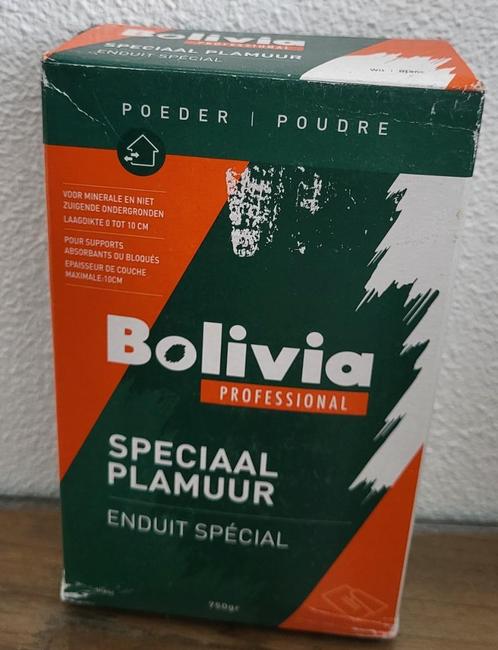 Bolivia
PROFESSIONAL
SPECIAAL PLAMUUR
ENDUIT SPÉCIAL
POEDER | POUDRE
VOOR MINERALE EN NIET
ZUIGENDE ONDERGRONDEN
LAAGDIKTE 0 TOT 10 CM
POUR SUPPORTS
ABSORBANTS OU BLOQUÉS
EPAISSEUR DE COUCHE
MAXIMALE:10CM
Bolivia
PROFESSIONAL
SPECIAAL
PLAMUUR
ENDUIT SPÉCIAL
750gr